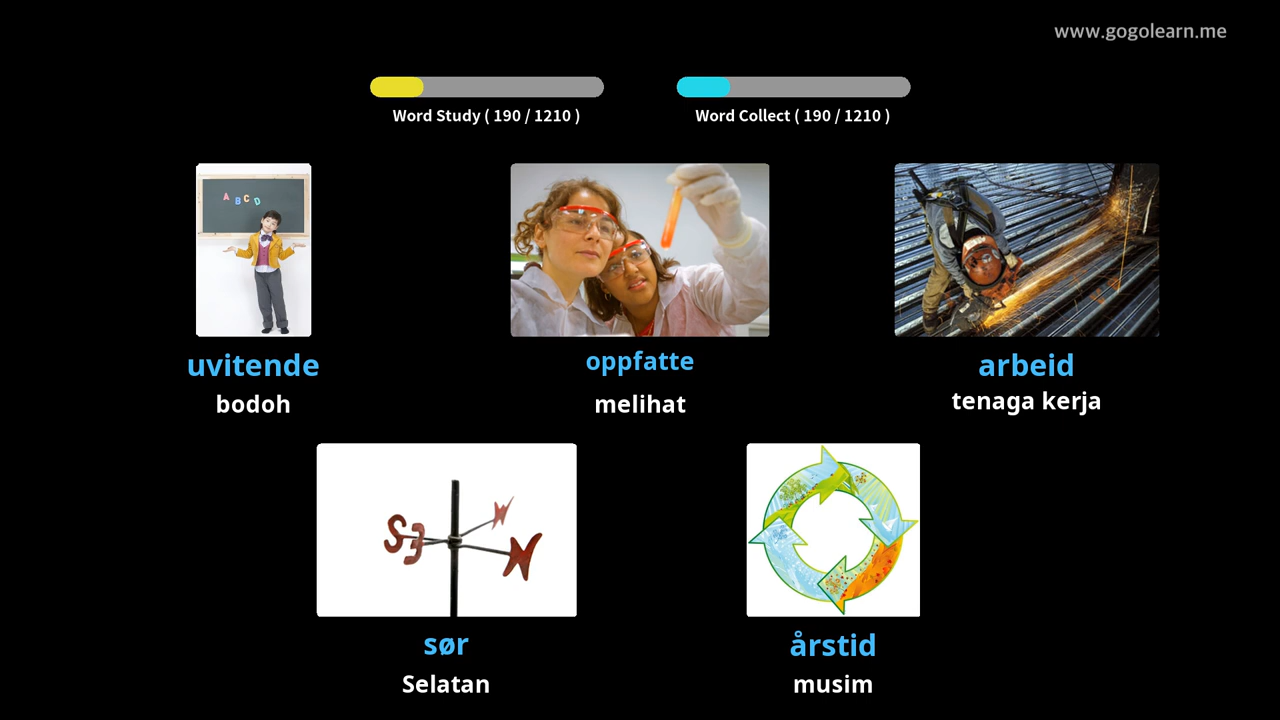 www.gogolearn.me
Word Study ( 190 / 1210 )
Word Collect ( 190 / 1210 )
A B C D
uvitende
bodoh
oppfatte
melihat
arbeid
tenaga kerja
S E N
sør
Selatan
årstid
musim